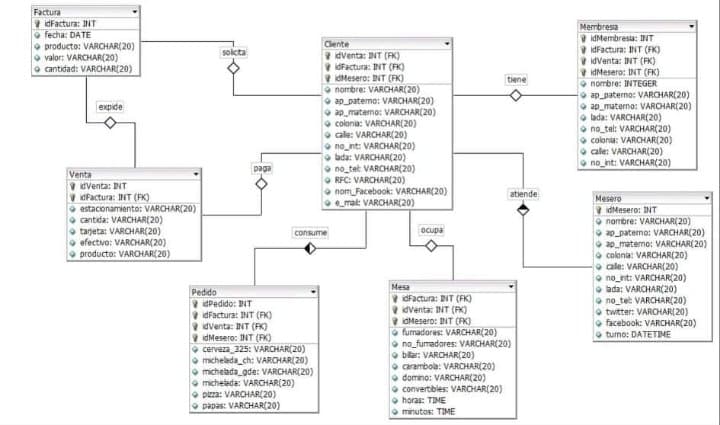 Factura
idFactura: INT
fecha: DATE
producto: VARCHAR(20)
valor: VARCHAR(20)
cantidad: VARCHAR(20)
solicita
Cliente
idVenta: INT (FK)
idFactura: INT (FK)
idMesero: INT (FK)
nombre: VARCHAR(20)
ap_paterno: VARCHAR(20)
ap_materno: VARCHAR(20)
colonia: VARCHAR(20)
calle: VARCHAR(20)
no_int: VARCHAR(20)
lada: VARCHAR(20)
no_tel: VARCHAR(20)
RFC: VARCHAR(20)
nom_Facebook: VARCHAR(20)
e_mail: VARCHAR(20)
tiene
Membresia
idMembresia: INT
idFactura: INT (FK)
idVenta: INT (FK)
idMesero: INT (FK)
nombre: INTEGER
ap_paterno: VARCHAR(20)
ap_materno: VARCHAR(20)
lada: VARCHAR(20)
no_tel: VARCHAR(20)
colonia: VARCHAR(20)
calle: VARCHAR(20)
no_int: VARCHAR(20)
expide
Venta
idVenta: INT
idFactura: INT (FK)
estacionamiento: VARCHAR(20)
cantida: VARCHAR(20)
tarjeta: VARCHAR(20)
efectivo: VARCHAR(20)
producto: VARCHAR(20)
paga
atiende
Mesero
idMesero: INT
nombre: VARCHAR(20)
ap_paterno: VARCHAR(20)
ap_materno: VARCHAR(20)
colonia: VARCHAR(20)
calle: VARCHAR(20)
no_int: VARCHAR(20)
lada: VARCHAR(20)
no_tel: VARCHAR(20)
twitter: VARCHAR(20)
facebook: VARCHAR(20)
turno: DATETIME
consume
ocupa
Pedido
idPedido: INT
idFactura: INT (FK)
idVenta: INT (FK)
idMesero: INT (FK)
cerveza_325: VARCHAR(20)
michelada_ch: VARCHAR(20)
michelada_gde: VARCHAR(20)
michelada: VARCHAR(20)
pizza: VARCHAR(20)
papas: VARCHAR(20)
Mesa
idFactura: INT (FK)
idVenta: INT (FK)
idMesero: INT (FK)
fumadores: VARCHAR(20)
no_fumadores: VARCHAR(20)
billar: VARCHAR(20)
carambola: VARCHAR(20)
domino: VARCHAR(20)
convertibles: VARCHAR(20)
horas: TIME
minutos: TIME